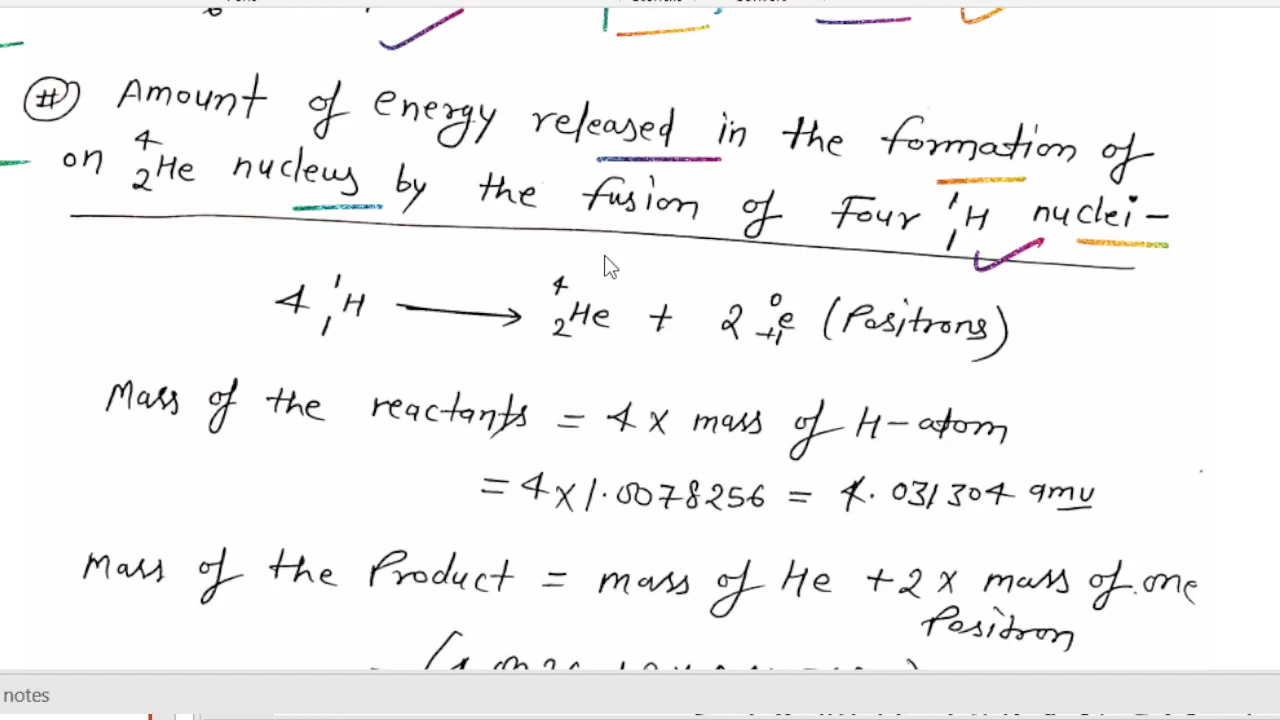 # Amount of energy released in the formation of
on ⁴₂He nucleus by the fusion of Four ¹₁H nuclei-
4 ¹₁H ⟶ ⁴₂He + 2 ⁰₊₁e (Positrons)
Mass of the reactants = 4 × mass of H-atom
= 4 × 1.0078256 = 4.031304 amu
Mass of the Product = mass of He + 2 × mass of one
Positron
notes